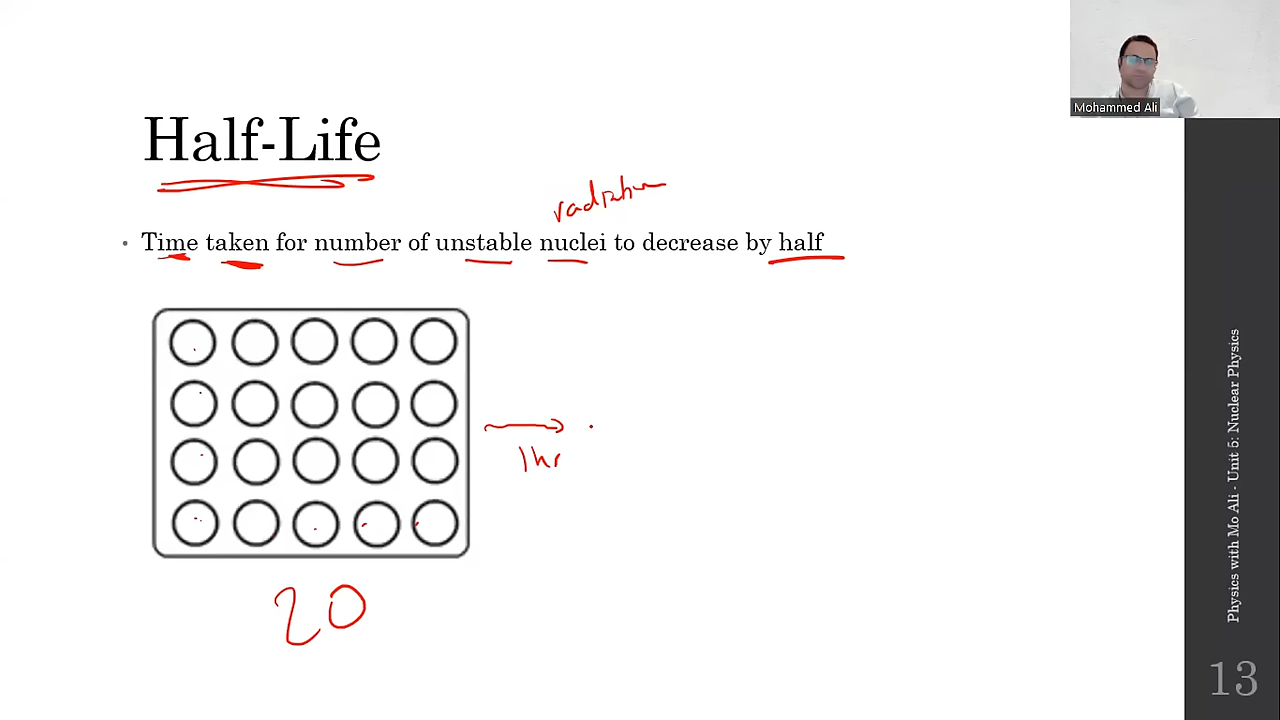 Mohammed Ali
Half-Life
radiation
• Time taken for number of unstable nuclei to decrease by half
1hr
20
Physics with Mo Ali - Unit 5: Nuclear Physics
13